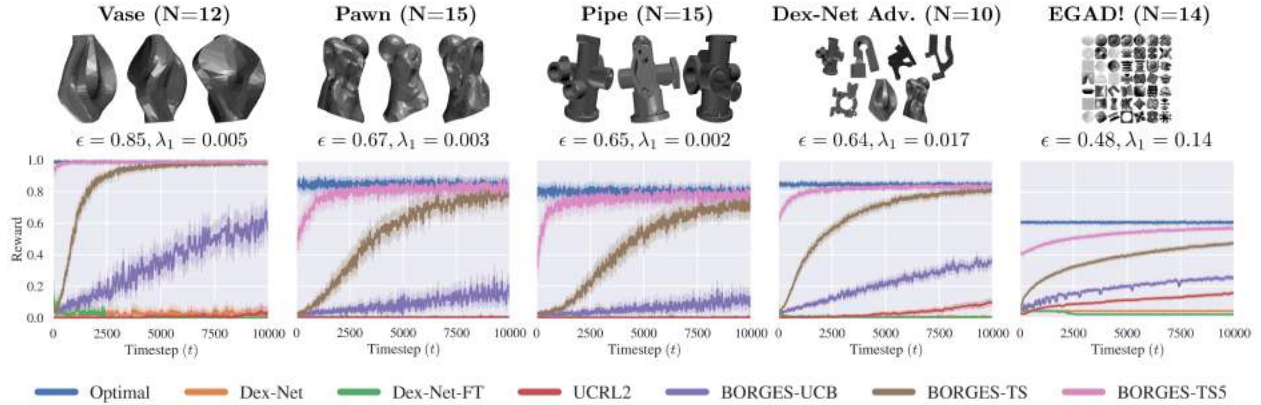 Vase (N=12) Pawn (N=15) Pipe (N=15) Dex-Net Adv. (N=10) EGAD! (N=14)
ϵ = 0.85, λ₁ = 0.005 ϵ = 0.67, λ₁ = 0.003 ϵ = 0.65, λ₁ = 0.002 ϵ = 0.64, λ₁ = 0.017 ϵ = 0.48, λ₁ = 0.14
1.0
0.8
0.6
0.4
0.2
0.0
Reward
0 2500 5000 7500 10000 0 2500 5000 7500 10000 0 2500 5000 7500 10000 0 2500 5000 7500 10000 0 2500 5000 7500 10000
Timestep (t) Timestep (t) Timestep (t) Timestep (t) Timestep (t)
Optimal Dex-Net Dex-Net-FT UCRL2 BORGES-UCB BORGES-TS BORGES-TS5